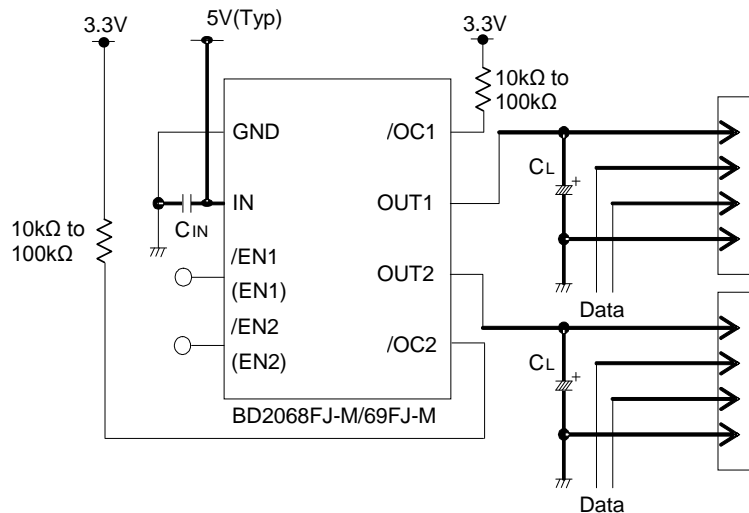 3.3V
5V(Typ)
3.3V
10kΩ to
100kΩ
GND
/OC1
CL
IN
OUT1
CIN
10kΩ to
100kΩ
/EN1
(EN1)
OUT2
Data
/EN2
(EN2)
/OC2
CL
BD2068FJ-M/69FJ-M
Data